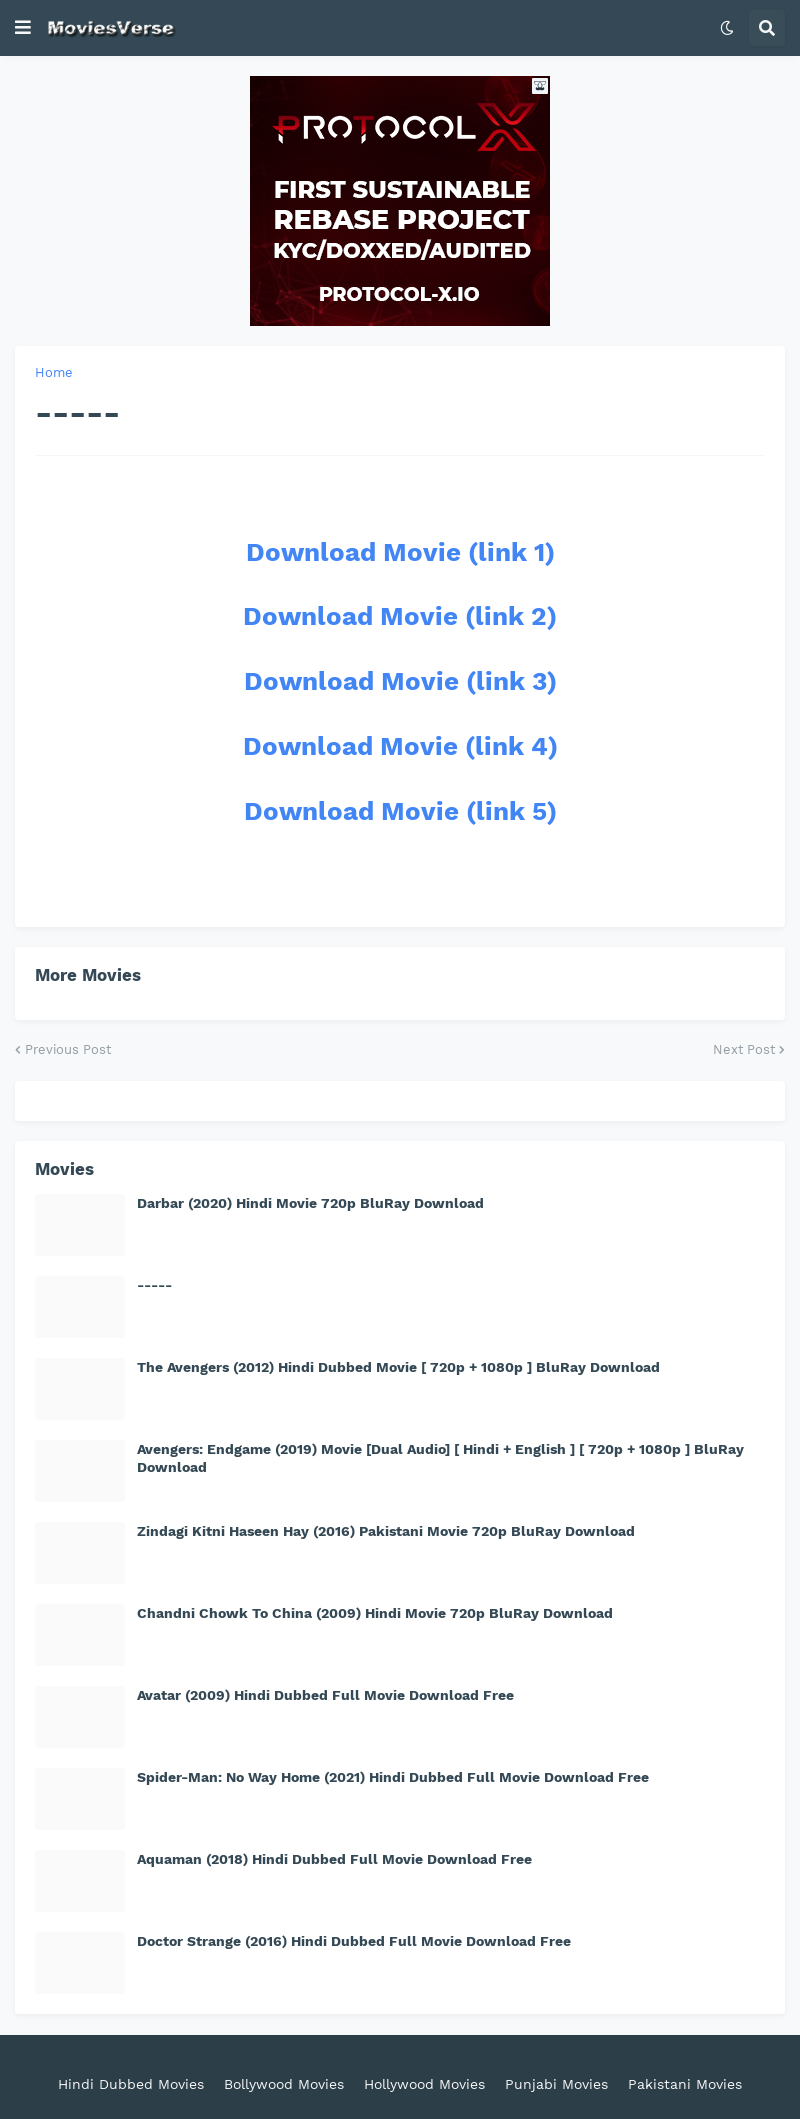 MoviesVerse
PROTOCOL X
FIRST SUSTAINABLE
REBASE PROJECT
KYC/DOXXED/AUDITED
PROTOCOL-X.IO
Home
-----
Download Movie (link 1)
Download Movie (link 2)
Download Movie (link 3)
Download Movie (link 4)
Download Movie (link 5)
More Movies
Previous Post
Next Post
Movies
Darbar (2020) Hindi Movie 720p BluRay Download
-----
The Avengers (2012) Hindi Dubbed Movie [ 720p + 1080p ] BluRay Download
Avengers: Endgame (2019) Movie [Dual Audio] [ Hindi + English ] [ 720p + 1080p ] BluRay
Download
Zindagi Kitni Haseen Hay (2016) Pakistani Movie 720p BluRay Download
Chandni Chowk To China (2009) Hindi Movie 720p BluRay Download
Avatar (2009) Hindi Dubbed Full Movie Download Free
Spider-Man: No Way Home (2021) Hindi Dubbed Full Movie Download Free
Aquaman (2018) Hindi Dubbed Full Movie Download Free
Doctor Strange (2016) Hindi Dubbed Full Movie Download Free
Hindi Dubbed Movies Bollywood Movies Hollywood Movies Punjabi Movies Pakistani Movies